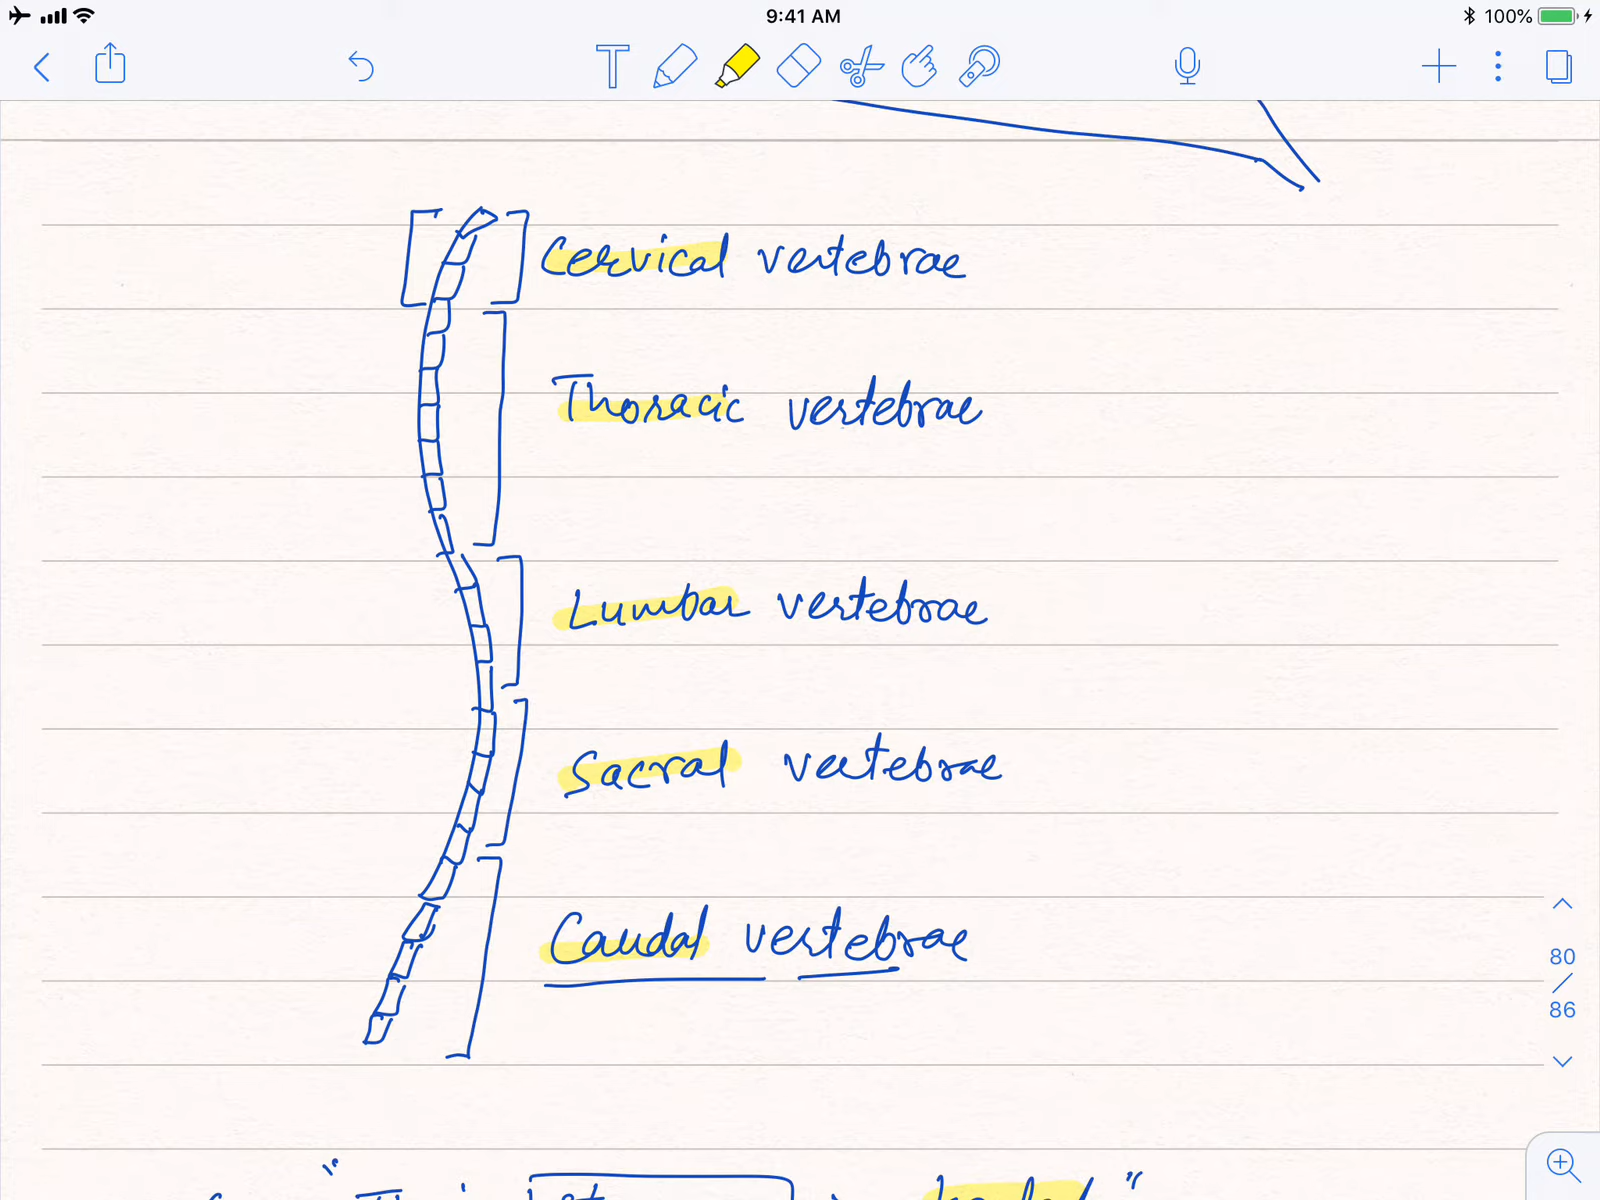 9:41 AM
100%
T
Cervical vertebrae
Thoracic vertebrae
Lumbar vertebrae
Sacral vertebrae
Caudal vertebrae
80
/
86